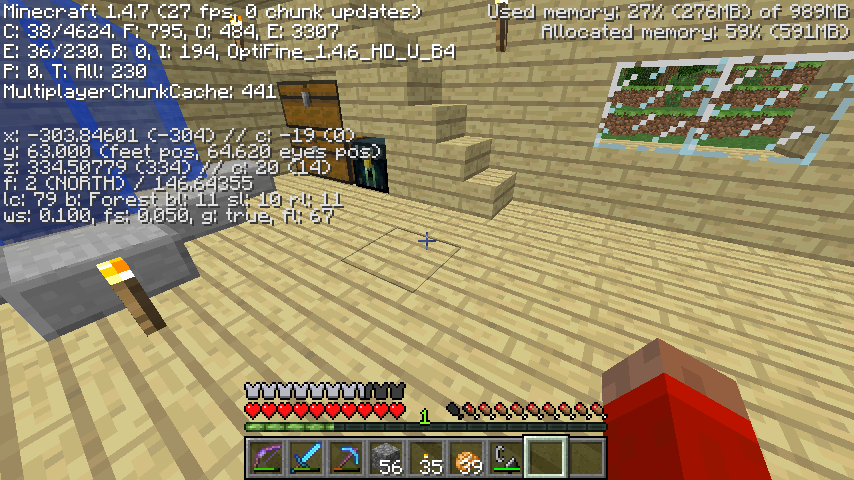 Minecraft 1.4.7 (27 fps, 0 chunk updates)
Used memory: 27% (276MB) of 989MB
C: 38/4624, F: 795, O: 484, E: 3307
Allocated memory: 59% (591MB)
E: 36/230, B: 0, I: 194, OptiFine_1.4.6_HD_U_B4
P: 0, T: All: 230
MultiplayerChunkCache: 441
x: -303.84601 (-304) // c: -19 (0)
y: 63.000 (feet pos, 64.620 eyes pos)
z: 334.50779 (334) // c: 20 (14)
f: 2 (NORTH) / 146.64355
lc: 79 b: Forest bl: 11 sl: 10 rl: 11
ws: 0.100, fs: 0.050, g: true, fl: 67
1
56 35 39